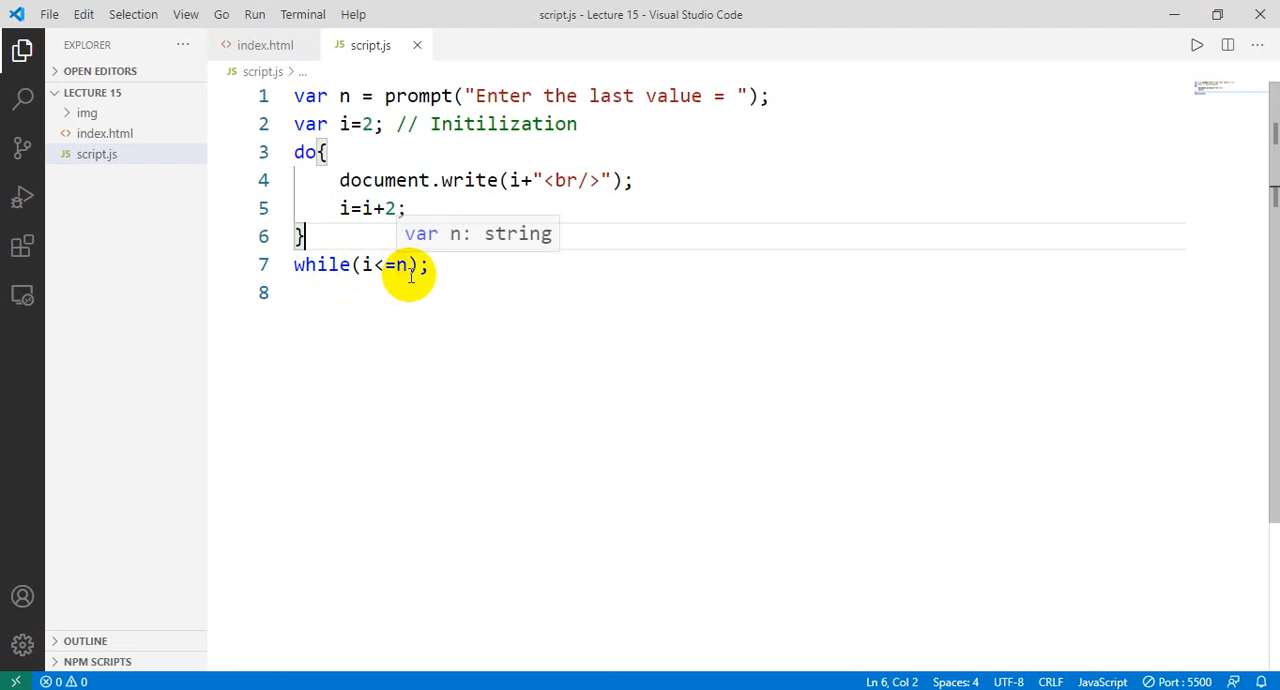 File Edit Selection View Go Run Terminal Help script.js - Lecture 15 - Visual Studio Code
EXPLORER
OPEN EDITORS
LECTURE 15
img
index.html
JS script.js
index.html JS script.js
JS script.js > ...
1 var n = prompt("Enter the last value = ");
2 var i=2; // Initilization
3 do{
4 document.write(i+"<br/>");
5 i=i+2;
6 }
var n: string
7 while(i<=n);
8
OUTLINE
NPM SCRIPTS
0 0 Ln 6, Col 2 Spaces: 4 UTF-8 CRLF JavaScript Port : 5500